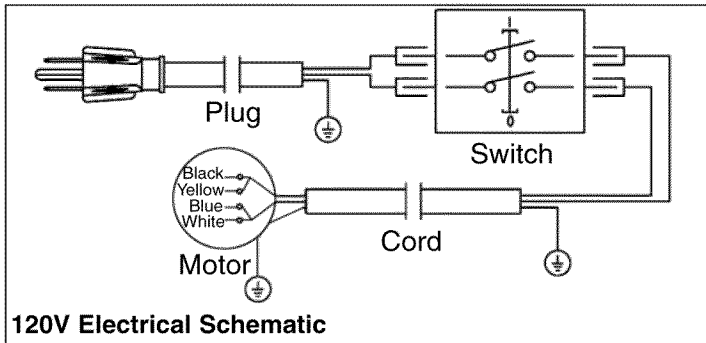 Plug
Switch
Black
Yellow
Blue
White
Motor
Cord
120V Electrical Schematic